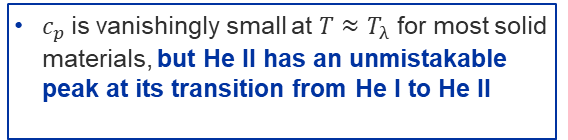 • cₚ is vanishingly small at T ≈ T_λ for most solid
materials, but He II has an unmistakable
peak at its transition from He I to He II